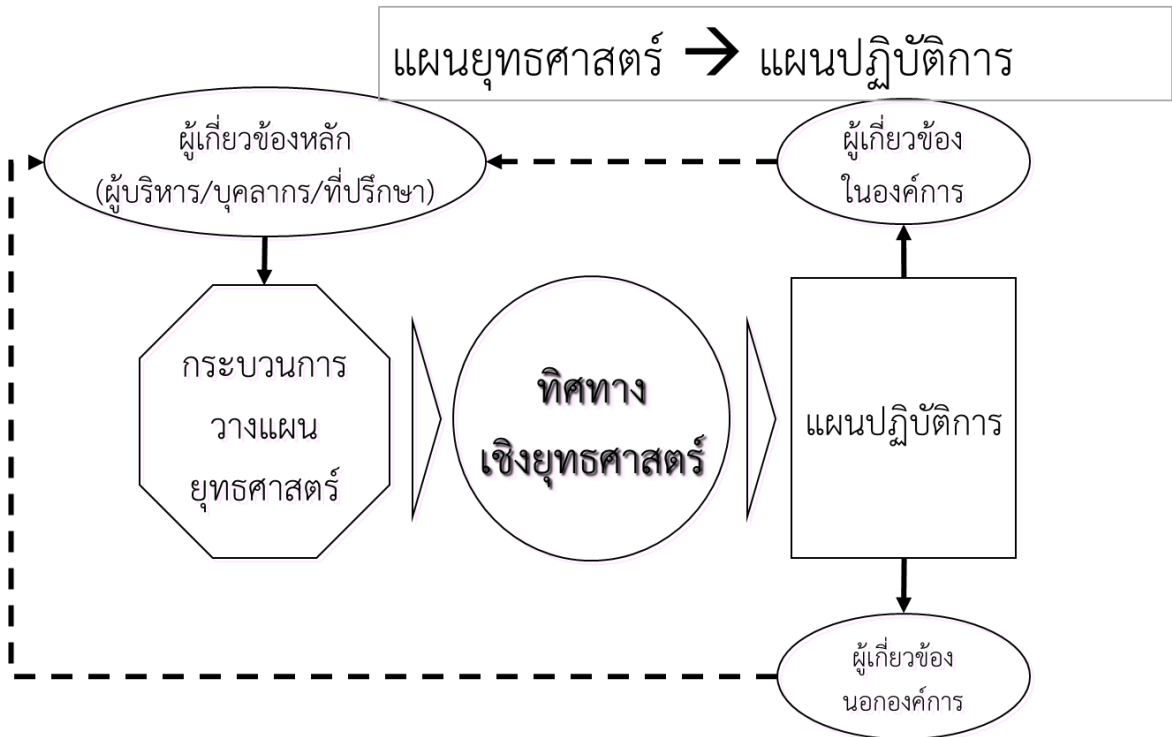 แผนยุทธศาสตร์ → แผนปฏิบัติการ
ผู้เกี่ยวข้องหลัก
(ผู้บริหาร/บุคลากร/ที่ปรึกษา)
ผู้เกี่ยวข้อง
ในองค์การ
กระบวนการ
วางแผน
ยุทธศาสตร์
ทิศทาง
เชิงยุทธศาสตร์
แผนปฏิบัติการ
ผู้เกี่ยวข้อง
นอกองค์การ